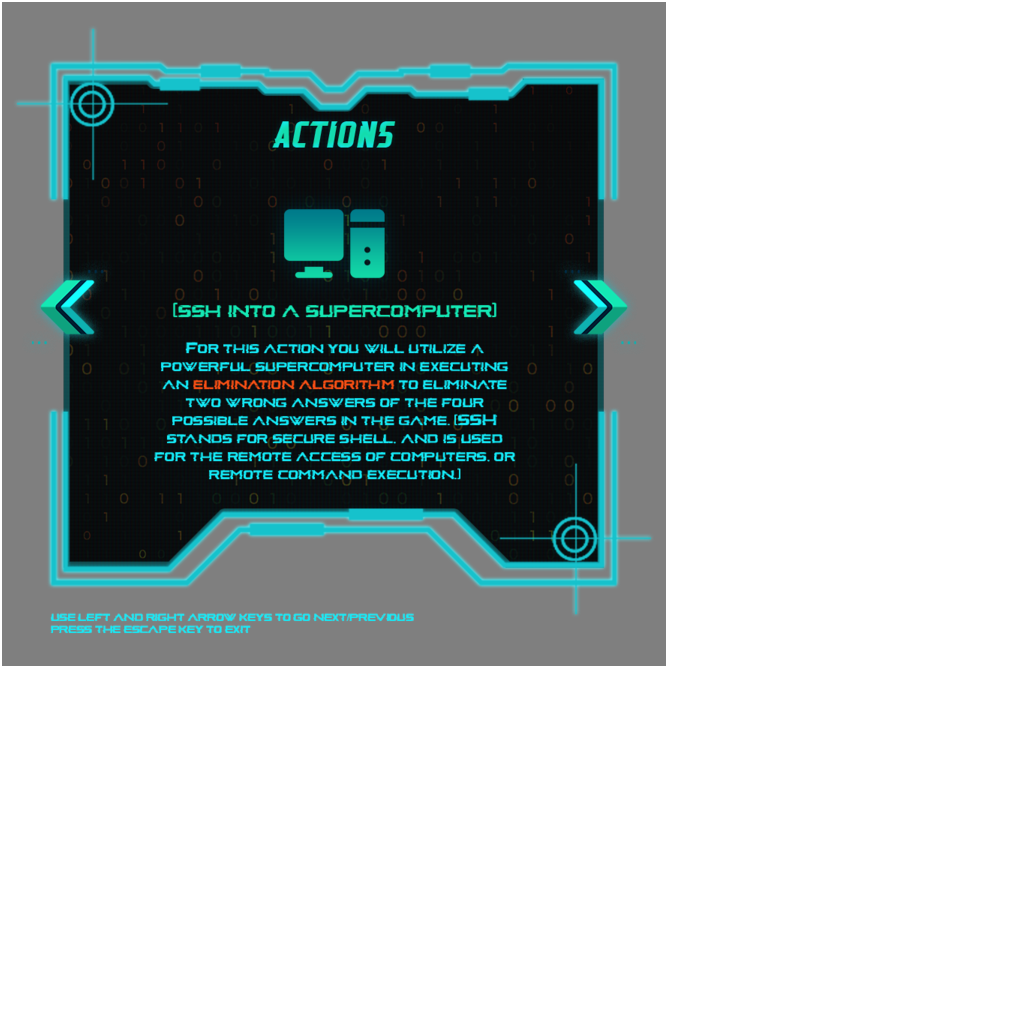 ACTIONS
[SSH INTO A SUPERCOMPUTER]
FOR THIS ACTION YOU WILL UTILIZE A
POWERFUL SUPERCOMPUTER IN EXECUTING
AN ELIMINATION ALGORITHM TO ELIMINATE
TWO WRONG ANSWERS OF THE FOUR
POSSIBLE ANSWERS IN THE GAME. [SSH
STANDS FOR SECURE SHELL, AND IS USED
FOR THE REMOTE ACCESS OF COMPUTERS, OR
REMOTE COMMAND EXECUTION.]
USE LEFT AND RIGHT ARROW KEYS TO GO NEXT/PREVIOUS
PRESS THE ESCAPE KEY TO EXIT